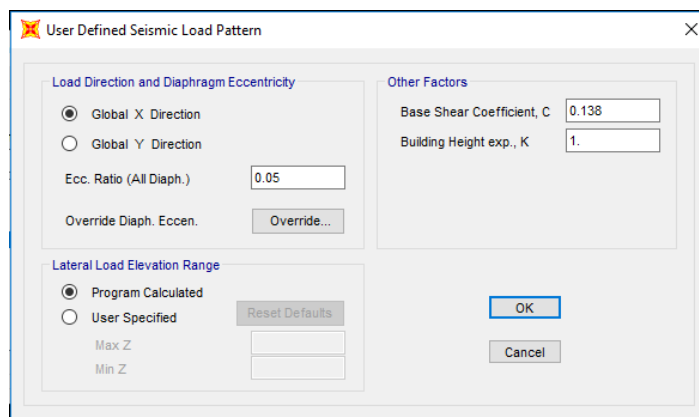 User Defined Seismic Load Pattern
Load Direction and Diaphragm Eccentricity
Global X Direction
Global Y Direction
Ecc. Ratio (All Diaph.) 0.05
Override Diaph. Eccen. Override...
Other Factors
Base Shear Coefficient, C 0.138
Building Height exp., K 1.
Lateral Load Elevation Range
Program Calculated
User Specified Reset Defaults
Max Z
Min Z
OK
Cancel